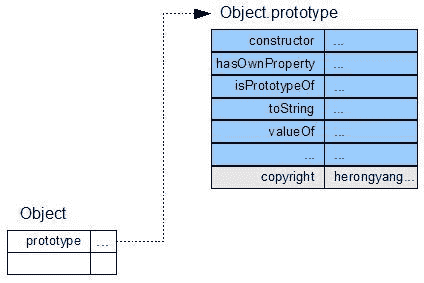 Object.prototype
constructor ...
hasOwnProperty ...
isPrototypeOf ...
toString ...
valueOf ...
... ...
copyright herongyang...
Object
prototype ...